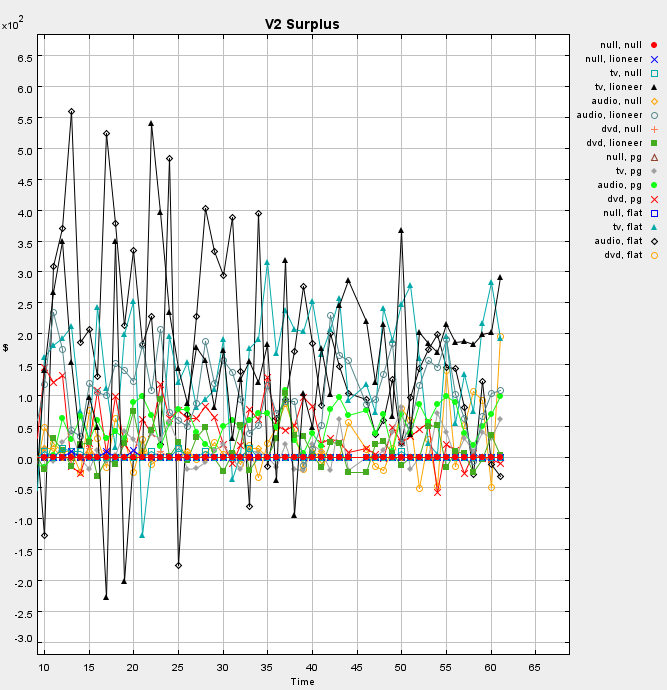 V2 Surplus
×10²
6.5
6.0
5.5
5.0
4.5
4.0
3.5
3.0
2.5
2.0
1.5
1.0
0.5
0.0
-0.5
-1.0
-1.5
-2.0
-2.5
-3.0
$
10 15 20 25 30 35 40 45 50 55 60 65
Time
null, null
null, lioneer
tv, null
tv, lioneer
audio, null
audio, lioneer
dvd, null
dvd, lioneer
null, pg
tv, pg
audio, pg
dvd, pg
null, flat
tv, flat
audio, flat
dvd, flat